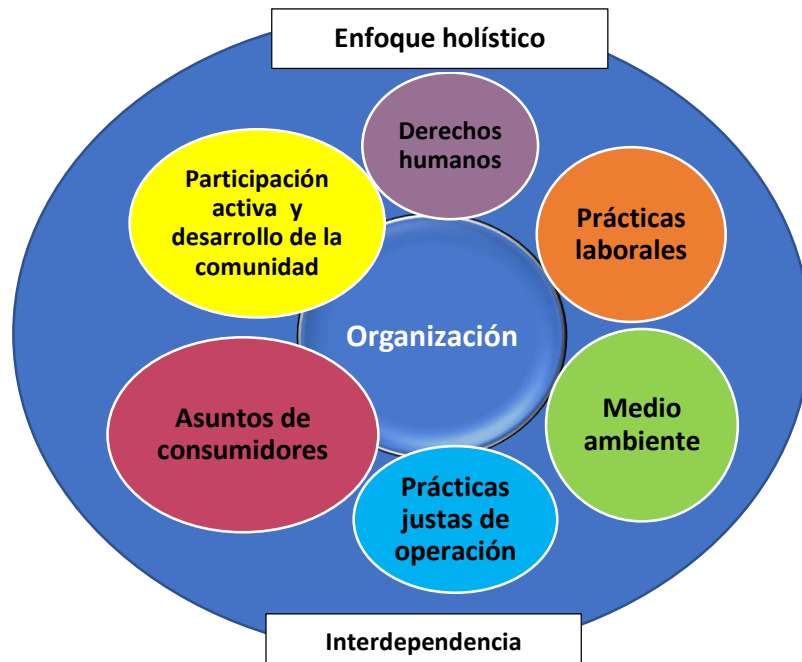 Enfoque holístico
Derechos
humanos
Participación
activa y
desarrollo de la
comunidad
Prácticas
laborales
Organización
Asuntos de
consumidores
Medio
ambiente
Prácticas
justas de
operación
Interdependencia